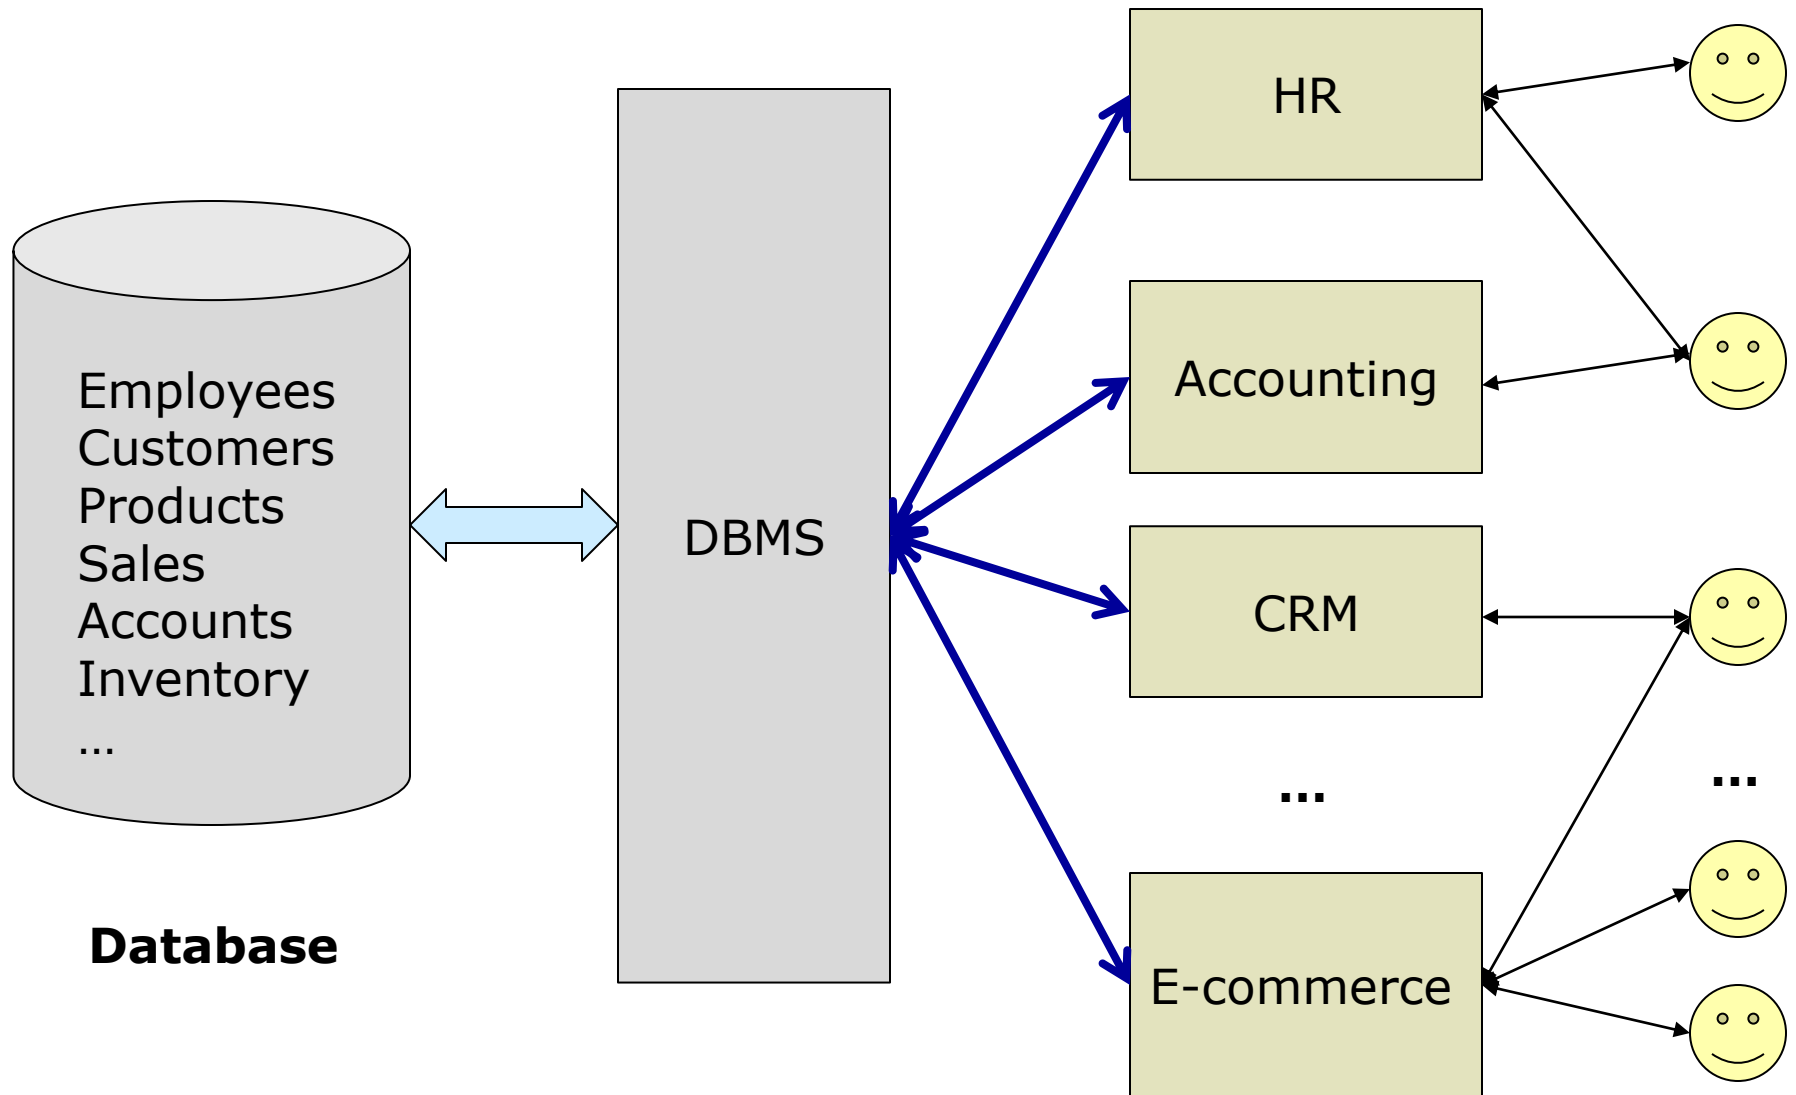 Employees
Customers
Products
Sales
Accounts
Inventory
...
Database
DBMS
HR
Accounting
CRM
...
E-commerce
...